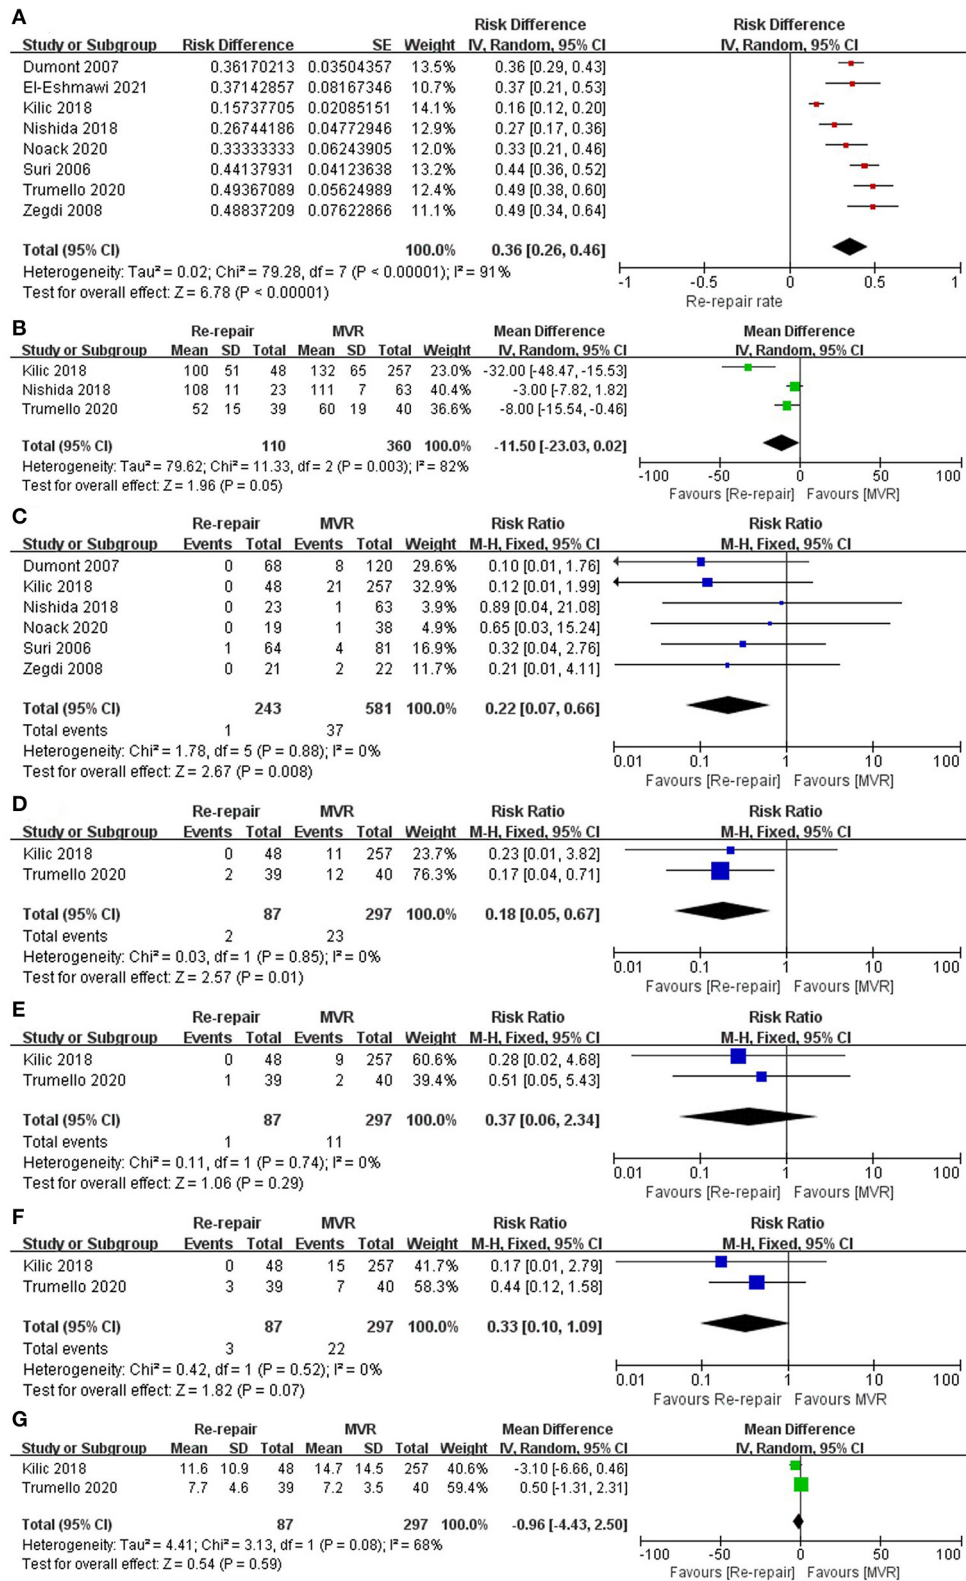 A
Risk Difference Risk Difference
Study or Subgroup Risk Difference SE Weight IV, Random, 95% CI IV, Random, 95% CI
Dumont 2007 0.36170213 0.03504357 13.5% 0.36 [0.29, 0.43]
El-Eshmawi 2021 0.37142857 0.08167346 10.7% 0.37 [0.21, 0.53]
Kilic 2018 0.15737705 0.02085151 14.1% 0.16 [0.12, 0.20]
Nishida 2018 0.26744186 0.04772946 12.9% 0.27 [0.17, 0.36]
Noack 2020 0.33333333 0.06243905 12.0% 0.33 [0.21, 0.46]
Suri 2006 0.44137931 0.04123638 13.2% 0.44 [0.36, 0.52]
Trumello 2020 0.49367089 0.05624989 12.4% 0.49 [0.38, 0.60]
Zegdi 2008 0.48837209 0.07622866 11.1% 0.49 [0.34, 0.64]
Total (95% CI) 100.0% 0.36 [0.26, 0.46]
Heterogeneity: Tau² = 0.02; Chi² = 79.28, df = 7 (P < 0.00001); I² = 91%
Test for overall effect: Z = 6.78 (P < 0.00001)
-1 -0.5 0 0.5 1
Re-repair rate
B
Re-repair MVR Mean Difference Mean Difference
Study or Subgroup Mean SD Total Mean SD Total Weight IV, Random, 95% CI IV, Random, 95% CI
Kilic 2018 100 51 48 132 65 257 23.0% -32.00 [-48.47, -15.53]
Nishida 2018 108 11 23 111 7 63 40.4% -3.00 [-7.82, 1.82]
Trumello 2020 52 15 39 60 19 40 36.6% -8.00 [-15.54, -0.46]
Total (95% CI) 110 360 100.0% -11.50 [-23.03, 0.02]
Heterogeneity: Tau² = 79.62; Chi² = 11.33, df = 2 (P = 0.003); I² = 82%
Test for overall effect: Z = 1.96 (P = 0.05)
-100 -50 0 50 100
Favours [Re-repair] Favours [MVR]
C
Re-repair MVR Risk Ratio Risk Ratio
Study or Subgroup Events Total Events Total Weight M-H, Fixed, 95% CI M-H, Fixed, 95% CI
Dumont 2007 0 68 8 120 29.6% 0.10 [0.01, 1.76]
Kilic 2018 0 48 21 257 32.9% 0.12 [0.01, 1.99]
Nishida 2018 0 23 1 63 3.9% 0.89 [0.04, 21.08]
Noack 2020 0 19 1 38 4.9% 0.65 [0.03, 15.24]
Suri 2006 1 64 4 81 16.9% 0.32 [0.04, 2.76]
Zegdi 2008 0 21 2 22 11.7% 0.21 [0.01, 4.11]
Total (95% CI) 243 581 100.0% 0.22 [0.07, 0.66]
Total events 1 37
Heterogeneity: Chi² = 1.78, df = 5 (P = 0.88); I² = 0%
Test for overall effect: Z = 2.67 (P = 0.008)
0.01 0.1 1 10 100
Favours [Re-repair] Favours [MVR]
D
Re-repair MVR Risk Ratio Risk Ratio
Study or Subgroup Events Total Events Total Weight M-H, Fixed, 95% CI M-H, Fixed, 95% CI
Kilic 2018 0 48 11 257 23.7% 0.23 [0.01, 3.82]
Trumello 2020 2 39 12 40 76.3% 0.17 [0.04, 0.71]
Total (95% CI) 87 297 100.0% 0.18 [0.05, 0.67]
Total events 2 23
Heterogeneity: Chi² = 0.03, df = 1 (P = 0.85); I² = 0%
Test for overall effect: Z = 2.57 (P = 0.01)
0.01 0.1 1 10 100
Favours [Re-repair] Favours [MVR]
E
Re-repair MVR Risk Ratio Risk Ratio
Study or Subgroup Events Total Events Total Weight M-H, Fixed, 95% CI M-H, Fixed, 95% CI
Kilic 2018 0 48 9 257 60.6% 0.28 [0.02, 4.68]
Trumello 2020 1 39 2 40 39.4% 0.51 [0.05, 5.43]
Total (95% CI) 87 297 100.0% 0.37 [0.06, 2.34]
Total events 1 11
Heterogeneity: Chi² = 0.11, df = 1 (P = 0.74); I² = 0%
Test for overall effect: Z = 1.06 (P = 0.29)
0.01 0.1 1 10 100
Favours [Re-repair] Favours [MVR]
F
Re-repair MVR Risk Ratio Risk Ratio
Study or Subgroup Events Total Events Total Weight M-H, Fixed, 95% CI M-H, Fixed, 95% CI
Kilic 2018 0 48 15 257 41.7% 0.17 [0.01, 2.79]
Trumello 2020 3 39 7 40 58.3% 0.44 [0.12, 1.58]
Total (95% CI) 87 297 100.0% 0.33 [0.10, 1.09]
Total events 3 22
Heterogeneity: Chi² = 0.42, df = 1 (P = 0.52); I² = 0%
Test for overall effect: Z = 1.82 (P = 0.07)
0.01 0.1 1 10 100
Favours Re-repair Favours MVR
G
Re-repair MVR Mean Difference Mean Difference
Study or Subgroup Mean SD Total Mean SD Total Weight IV, Random, 95% CI IV, Random, 95% CI
Kilic 2018 11.6 10.9 48 14.7 14.5 257 40.6% -3.10 [-6.66, 0.46]
Trumello 2020 7.7 4.6 39 7.2 3.5 40 59.4% 0.50 [-1.31, 2.31]
Total (95% CI) 87 297 100.0% -0.96 [-4.43, 2.50]
Heterogeneity: Tau² = 4.41; Chi² = 3.13, df = 1 (P = 0.08); I² = 68%
Test for overall effect: Z = 0.54 (P = 0.59)
-100 -50 0 50 100
Favours [Re-repair] Favours [MVR]